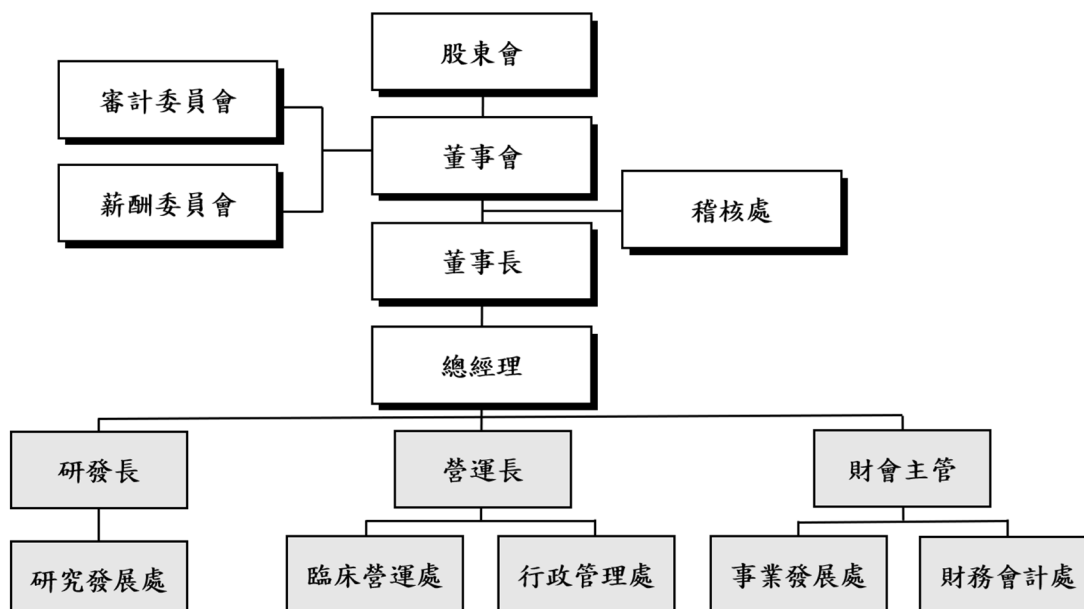 股東會
審計委員會
董事會
薪酬委員會
稽核處
董事長
總經理
研發長
營運長
財會主管
研究發展處
臨床營運處
行政管理處
事業發展處
財務會計處